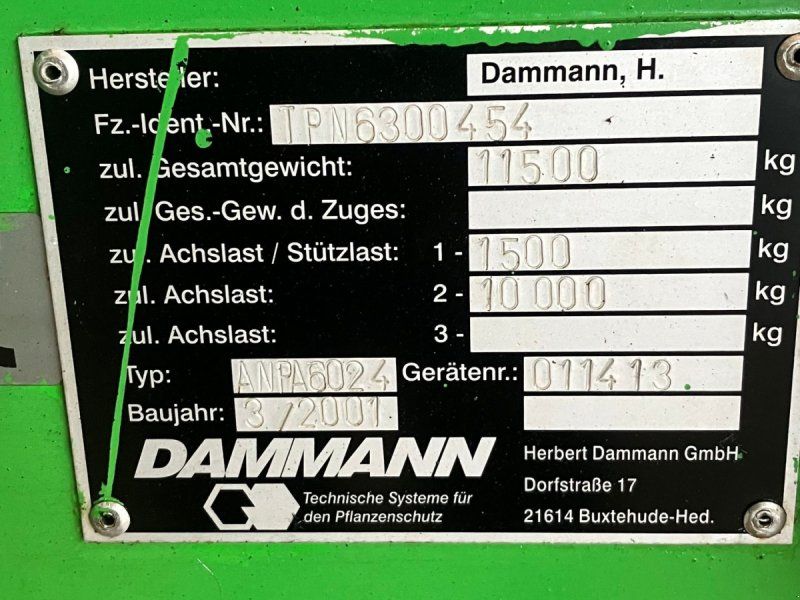 Hersteller: Dammann, H.
Fz.-Ident.-Nr.: TPN6300454
zul. Gesamtgewicht: 11500 kg
zul. Ges.-Gew. d. Zuges: kg
zul. Achslast / Stützlast: 1 - 1500 kg
zul. Achslast: 2 - 10 000 kg
zul. Achslast: 3 - kg
Typ: ANPA6024 Gerätenr.: 011413
Baujahr: 3/2001
DAMMANN
Technische Systeme für
den Pflanzenschutz
Herbert Dammann GmbH
Dorfstraße 17
21614 Buxtehude-Hed.